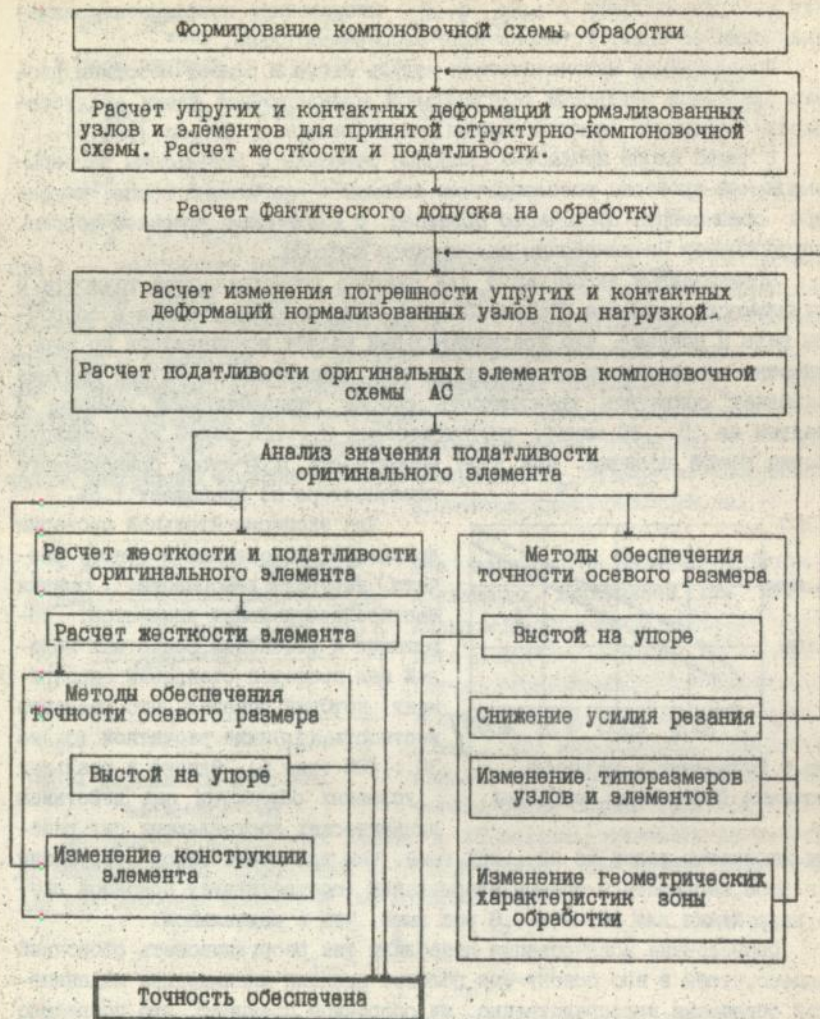 Формирование компоновочной схемы обработки
Расчет упругих и контактных деформаций нормализованных
узлов и элементов для принятой структурно-компоновочной
схемы. Расчет жесткости и податливости.
Расчет фактического допуска на обработку
Расчет изменения погрешности упругих и контактных
деформаций нормализованных узлов под нагрузкой.
Расчет податливости оригинальных элементов компоновочной
схемы АС
Анализ значения податливости
оригинального элемента
Расчет жесткости и податливости
оригинального элемента
Расчет жесткости элемента
Методы обеспечения
точности осевого размера
Выстой на упоре
Изменение конструкции
элемента
Методы обеспечения
точности осевого размера
Выстой на упоре
Снижение усилия резания
Изменение типоразмеров
узлов и элементов
Изменение геометрических
характеристик зоны
обработки
Точность обеспечена